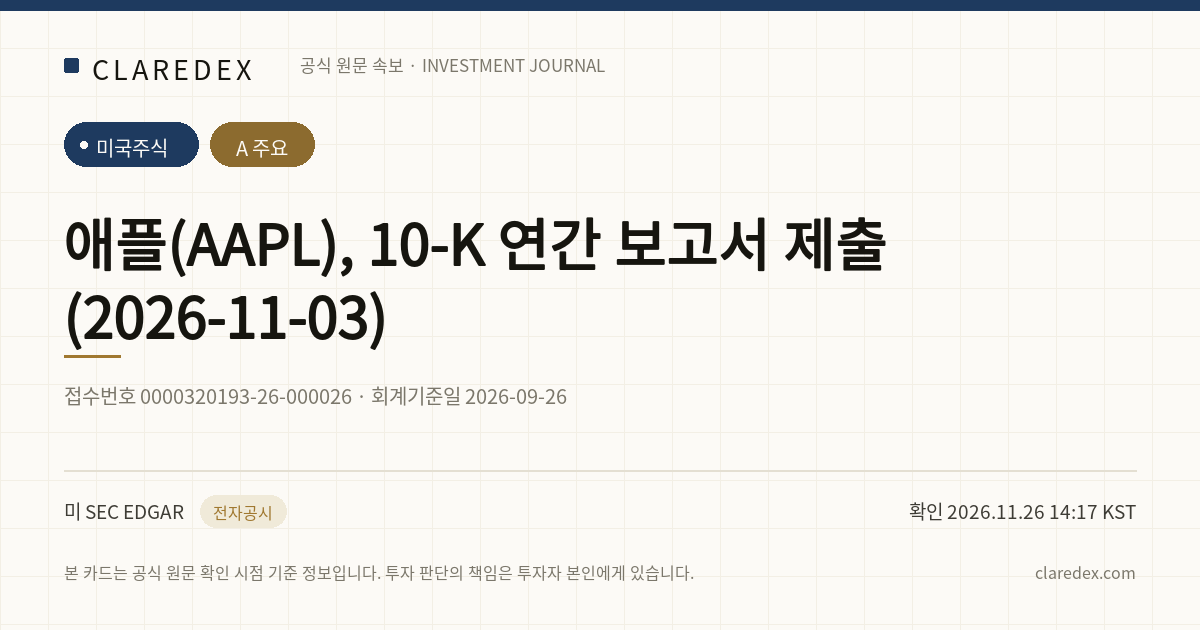 CLAREDEX
공식 원문 속보 · INVESTMENT JOURNAL
미국주식
A 주요
애플(AAPL), 10-K 연간 보고서 제출
(2026-11-03)
접수번호 0000320193-26-000026 · 회계기준일 2026-09-26
미 SEC EDGAR
전자공시
확인 2026.11.26 14:17 KST
본 카드는 공식 원문 확인 시점 기준 정보입니다. 투자 판단의 책임은 투자자 본인에게 있습니다.
claredex.com